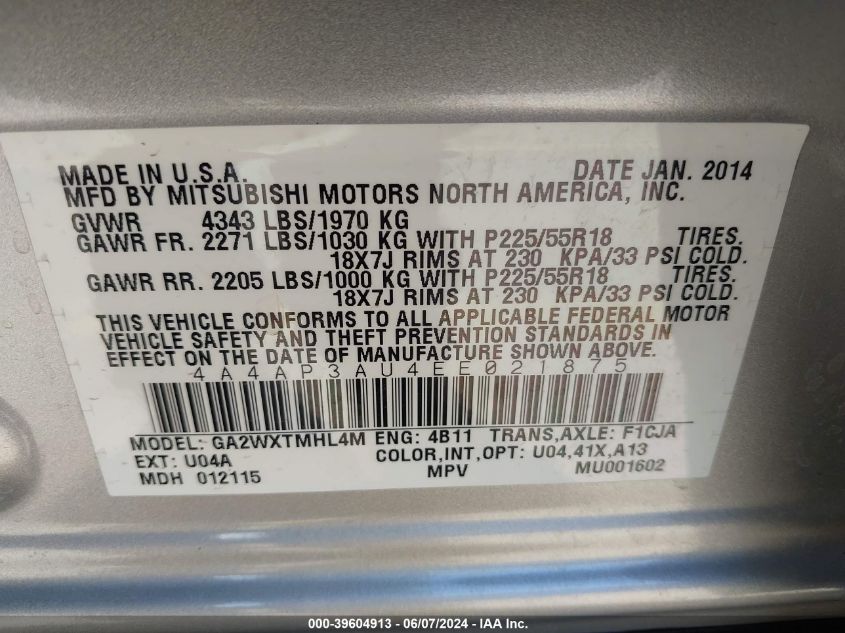 MADE IN U.S.A. DATE JAN. 2014
MFD BY MITSUBISHI MOTORS NORTH AMERICA, INC.
GVWR 4343 LBS/1970 KG
GAWR FR. 2271 LBS/1030 KG WITH P225/55R18 TIRES.
18X7J RIMS AT 230 KPA/33 PSI COLD.
GAWR RR. 2205 LBS/1000 KG WITH P225/55R18 TIRES.
18X7J RIMS AT 230 KPA/33 PSI COLD.
THIS VEHICLE CONFORMS TO ALL APPLICABLE FEDERAL MOTOR
VEHICLE SAFETY AND THEFT PREVENTION STANDARDS IN
EFFECT ON THE DATE OF MANUFACTURE SHOWN ABOVE.
4A4AP3AU4EE021875
MODEL: GA2WXTMHL4M ENG: 4B11 TRANS,AXLE: F1CJA
EXT: U04A COLOR,INT,OPT: U04,41X,A13
MDH 012115 MPV MU001602
000-39604913 - 06/07/2024 - IAA Inc.